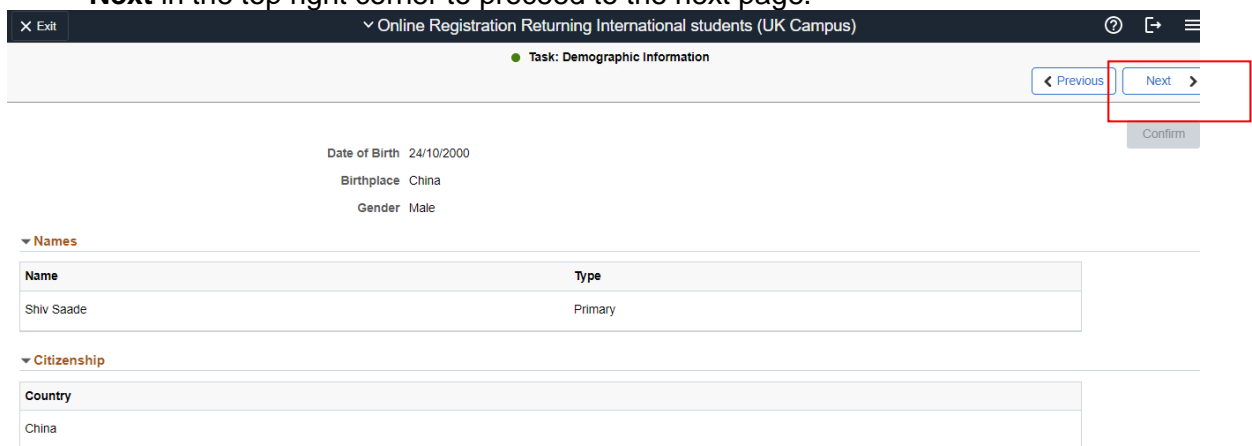 Next in the top right corner to proceed to the next page.
Exit
Online Registration Returning International students (UK Campus)
Task: Demographic Information
Previous
Next
Confirm
Date of Birth 24/10/2000
Birthplace China
Gender Male
Names
Name Type
Shiv Saade Primary
Citizenship
Country
China